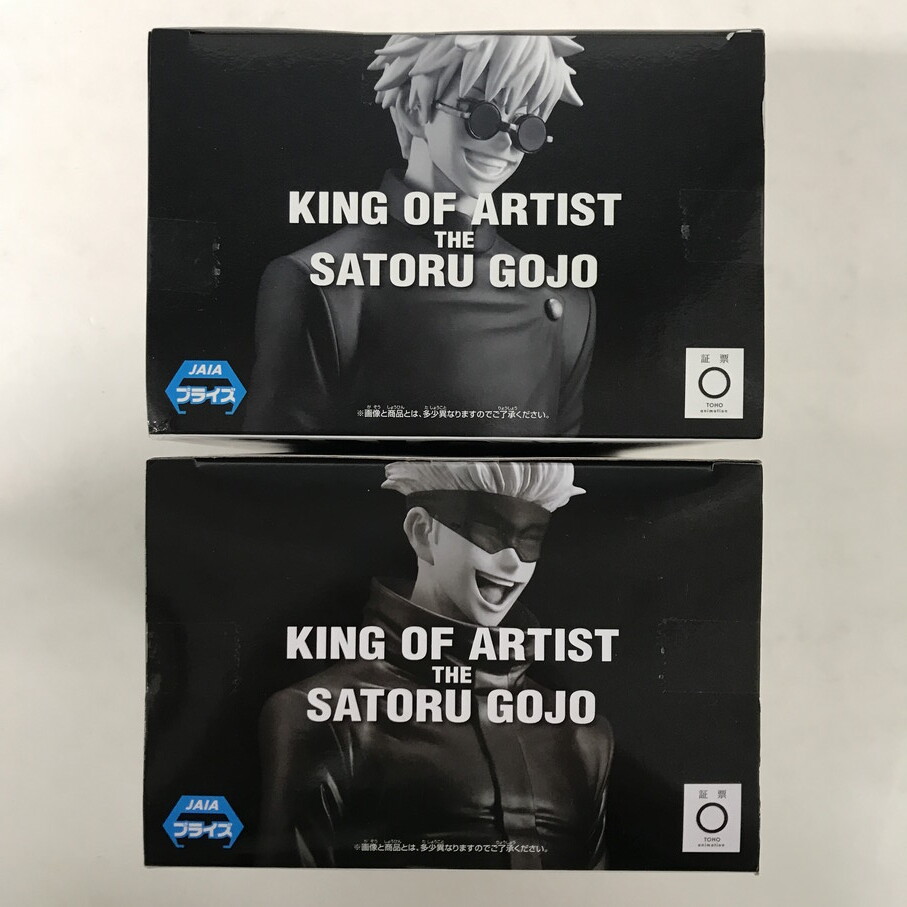 KING OF ARTIST
THE
SATORU GOJO
JAIA
プライズ
※画像と商品とは、多少異なりますのでご了承ください。
証 票
TOHO
animation
KING OF ARTIST
THE
SATORU GOJO
JAIA
プライズ
※画像と商品とは、多少異なりますのでご了承ください。
証 票
TOHO
animation